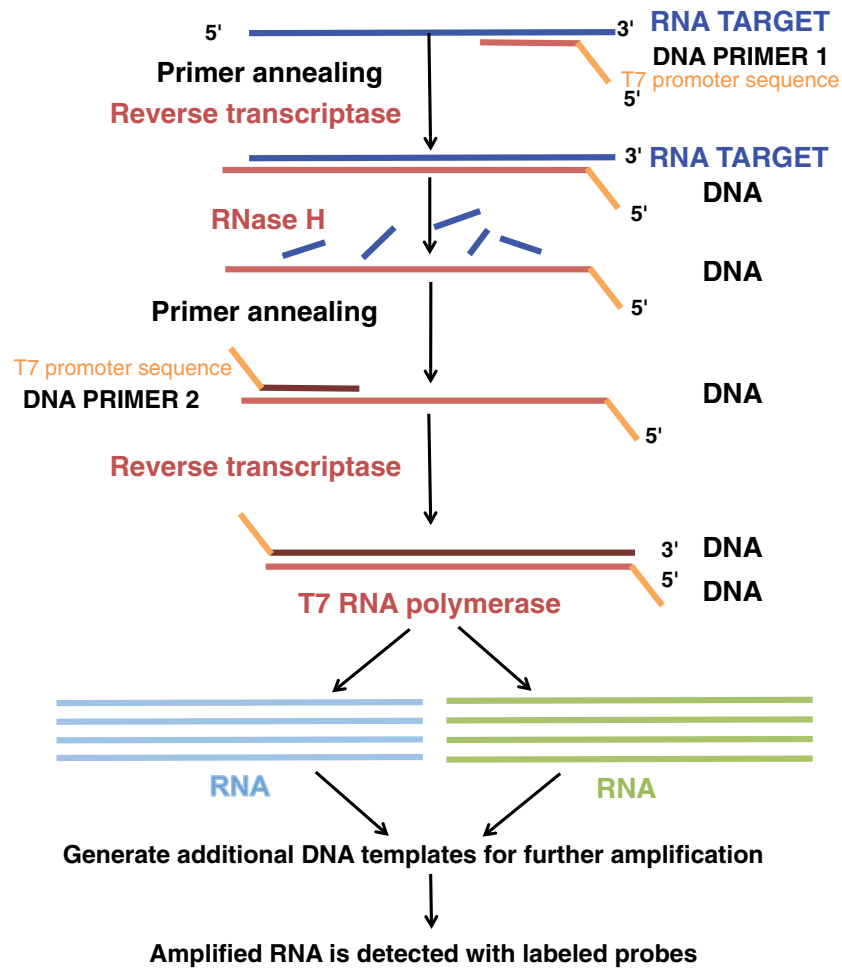 5'
3' RNA TARGET
DNA PRIMER 1
T7 promoter sequence
5'
Primer annealing
Reverse transcriptase
3' RNA TARGET
DNA
5'
RNase H
DNA
5'
Primer annealing
T7 promoter sequence
DNA PRIMER 2
DNA
5'
Reverse transcriptase
3' DNA
5' DNA
T7 RNA polymerase
RNA
RNA
Generate additional DNA templates for further amplification
Amplified RNA is detected with labeled probes